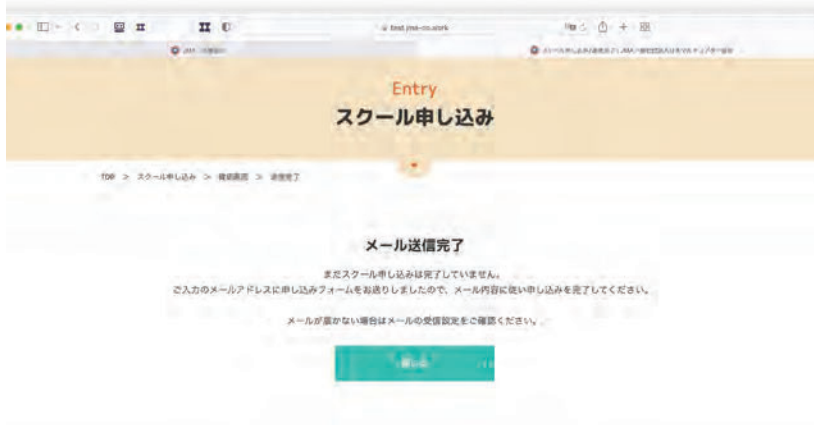 Entry
スクール申し込み
TOP > スクール申し込み > 確認画面 > 送信完了
メール送信完了
まだスクール申し込みは完了していません。
ご入力のメールアドレスに申し込みフォームをお送りしましたので、メール内容に従い申し込みを完了してください。
メールが届かない場合はメールの受信設定をご確認ください。